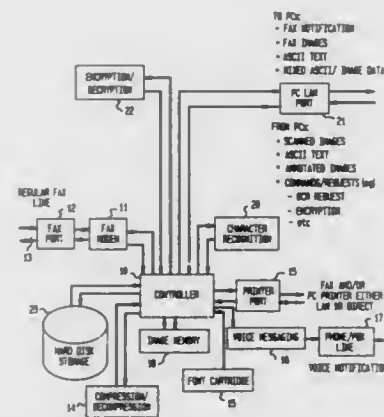 TO PCs:
• FAX NOTIFICATION
• FAX IMAGES
• ASCII TEXT
• MIXED ASCII/IMAGE DATA
ENCRYPTION/
DECRYPTION
22
PC LAN
PORT
21
FROM PCs:
• SCANNED IMAGES
• ASCII TEXT
• ANNOTATED IMAGES
• COMMANDS/REQUESTS (eg)
- OCR REQUEST
- ENCRYPTION
- etc
REGULAR FAX
LINE
12
11
FAX
PORT
FAX
MODEM
13
20
CHARACTER
RECOGNITION
10
CONTROLLER
15
PRINTER
PORT
FAX AND/OR
PC PRINTER EITHER
LAN OR DIRECT
23
HARD DISK
STORAGE
IMAGE MEMORY
VOICE MESSAGING
16
PHONE/PBX
LINE
17
VOICE NOTIFICATION
FONT CARTRIDGE
COMPRESSION/
DECOMPRESSION
14